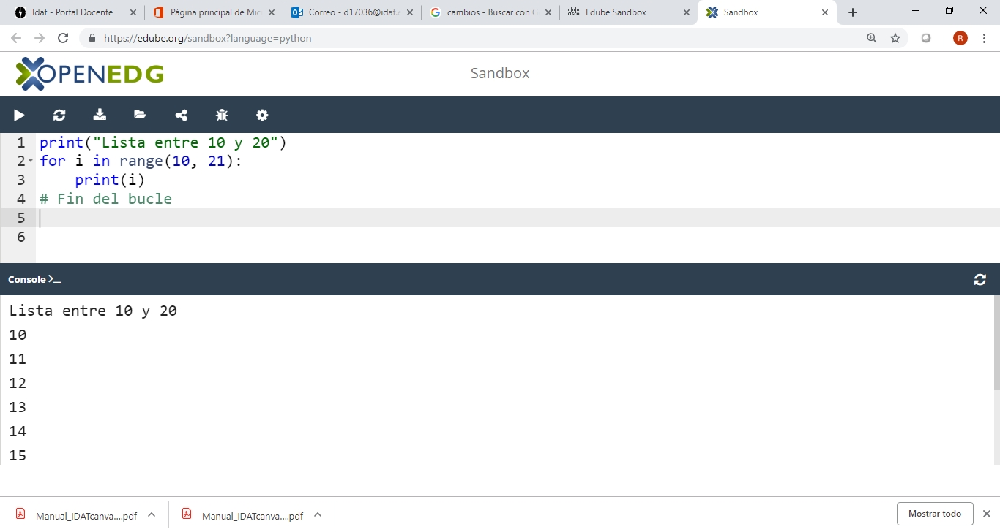 Idat - Portal Docente
Página principal de Mic
Correo - d17036@idat.e
cambios - Buscar con G
cisco
Edube Sandbox
Sandbox
https://edube.org/sandbox?language=python
R
OPENEDG
Sandbox
1 print("Lista entre 10 y 20")
2 for i in range(10, 21):
3 print(i)
4 # Fin del bucle
5
6
Console >_
Lista entre 10 y 20
10
11
12
13
14
15
Manual_IDATcanva....pdf
Manual_IDATcanva....pdf
Mostrar todo